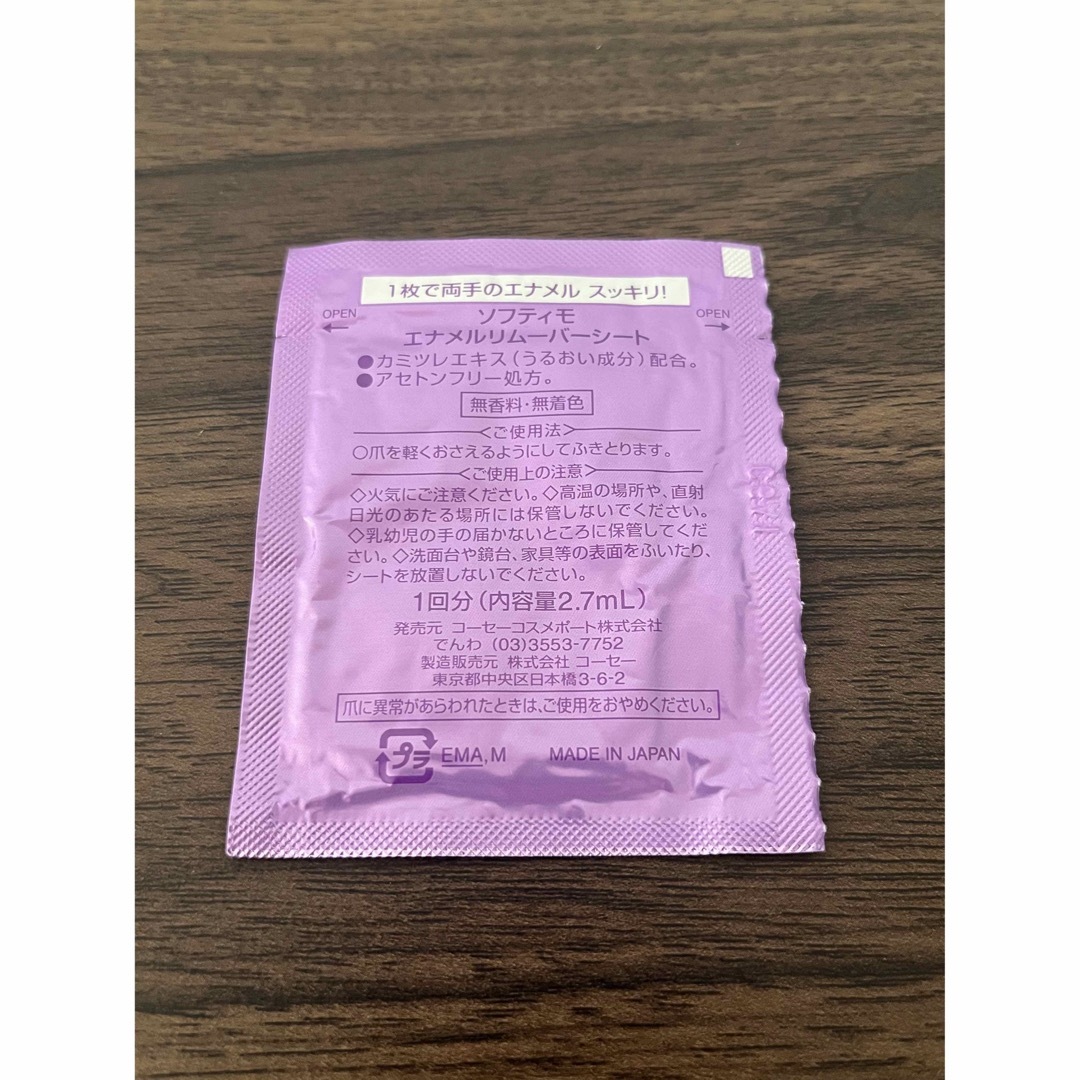 1枚で両手のエナメル スッキリ!
OPEN ソフティモ OPEN
エナメルリムーバーシート
●カミツレエキス(うるおい成分)配合。
●アセトンフリー処方。
無香料・無着色
<ご使用法>
○爪を軽くおさえるようにしてふきとります。
<ご使用上の注意>
◇火気にご注意ください。◇高温の場所や、直射
日光のあたる場所には保管しないでください。
◇乳幼児の手の届かないところに保管してくだ
さい。◇洗面台や鏡台、家具等の表面をふいたり、
シートを放置しないでください。
1回分(内容量2.7mL)
発売元 コーセーコスメポート株式会社
でんわ (03)3553-7752
製造販売元 株式会社 コーセー
東京都中央区日本橋3-6-2
爪に異常があらわれたときは、ご使用をおやめください。
プラ EMA,M MADE IN JAPAN